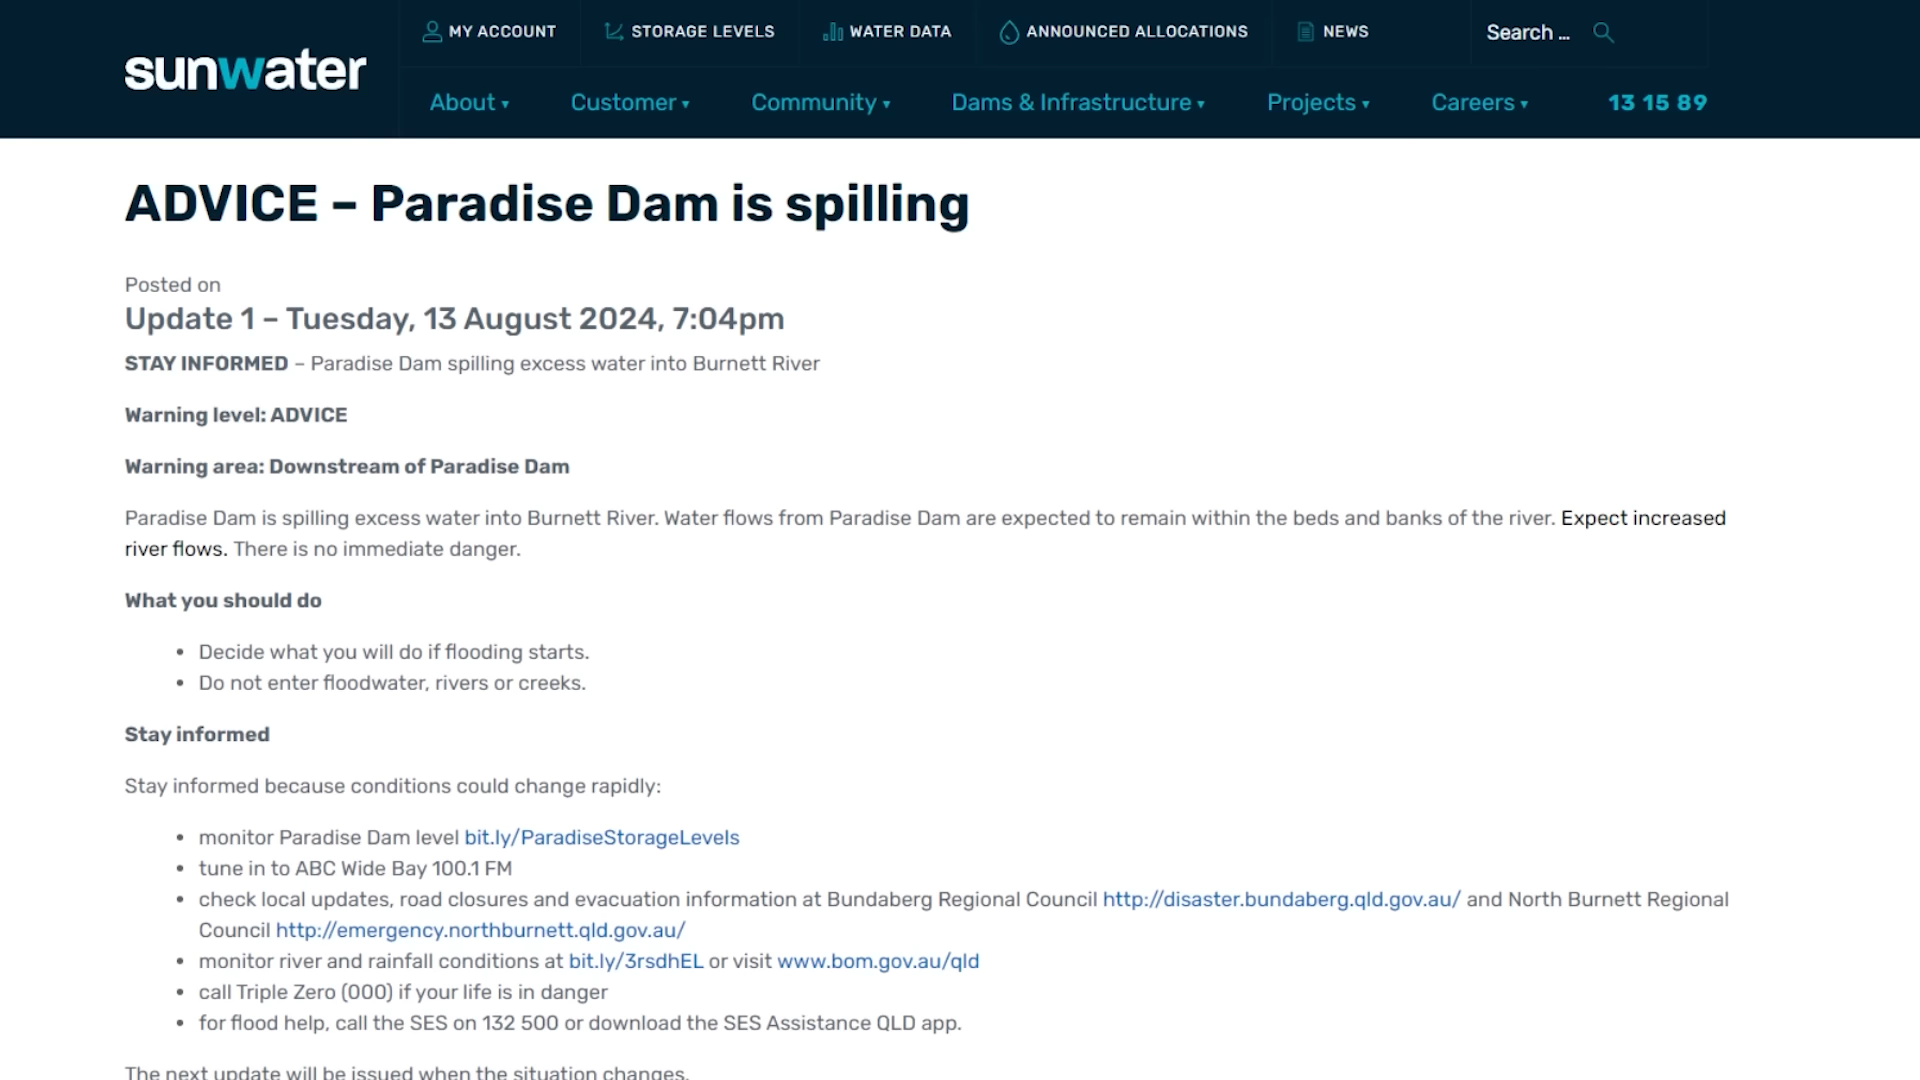 MY ACCOUNT
STORAGE LEVELS
WATER DATA
ANNOUNCED ALLOCATIONS
NEWS
Search ...
sunwater
About
Customer
Community
Dams & Infrastructure
Projects
Careers
13 15 89
ADVICE – Paradise Dam is spilling
Posted on
Update 1 – Tuesday, 13 August 2024, 7:04pm
STAY INFORMED – Paradise Dam spilling excess water into Burnett River
Warning level: ADVICE
Warning area: Downstream of Paradise Dam
Paradise Dam is spilling excess water into Burnett River. Water flows from Paradise Dam are expected to remain within the beds and banks of the river. Expect increased
river flows. There is no immediate danger.
What you should do
• Decide what you will do if flooding starts.
• Do not enter floodwater, rivers or creeks.
Stay informed
Stay informed because conditions could change rapidly:
• monitor Paradise Dam level bit.ly/ParadiseStorageLevels
• tune in to ABC Wide Bay 100.1 FM
• check local updates, road closures and evacuation information at Bundaberg Regional Council http://disaster.bundaberg.qld.gov.au/ and North Burnett Regional
Council http://emergency.northburnett.qld.gov.au/
• monitor river and rainfall conditions at bit.ly/3rsdhEL or visit www.bom.gov.au/qld
• call Triple Zero (000) if your life is in danger
• for flood help, call the SES on 132 500 or download the SES Assistance QLD app.
The next update will be issued when the situation changes.